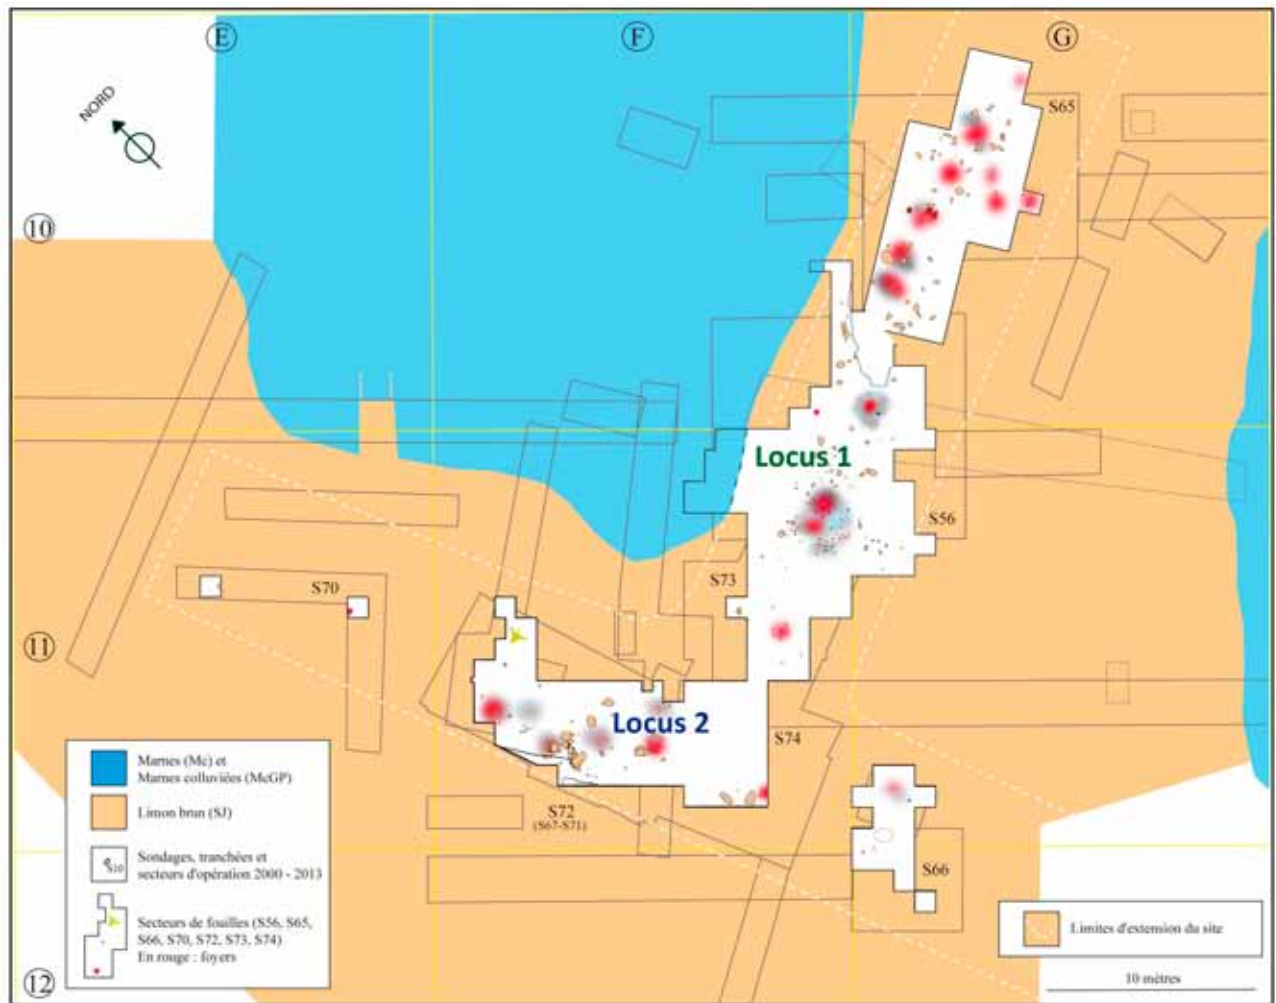 E
F
G
NORD
S65
10
Locus 1
S56
S73
S70
11
Locus 2
S74
S72
(S67-S71)
S66
Marnes (Mc) et
Marnes colluviées (McGP)
Limon brun (SJ)
S10
Sondages, tranchées et
secteurs d'opération 2000 - 2013
Secteurs de fouilles (S56, S65,
S66, S70, S72, S73, S74)
En rouge : foyers
Limites d'extension du site
10 mètres
12